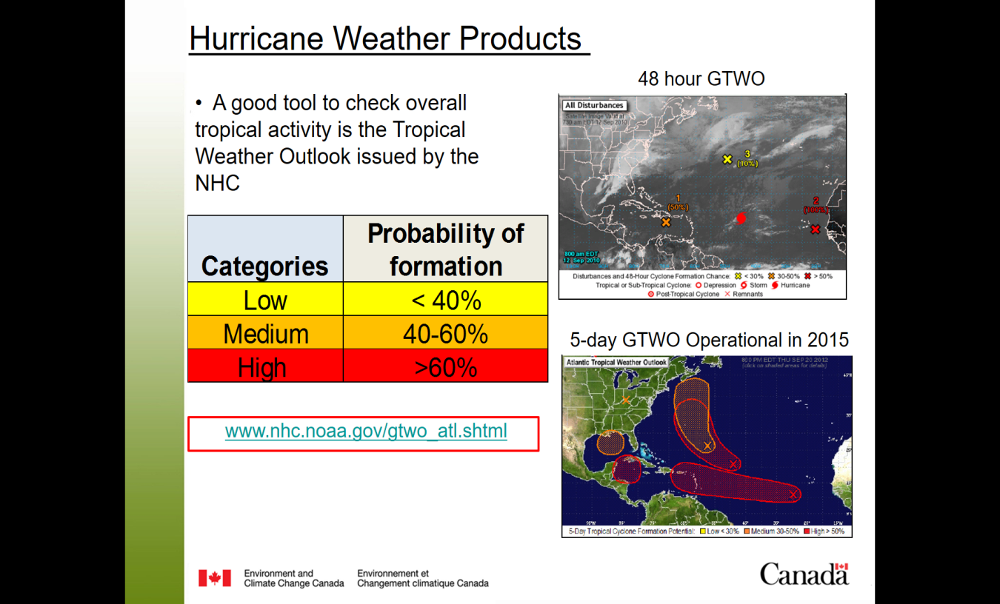 Hurricane Weather Products
• A good tool to check overall
tropical activity is the Tropical
Weather Outlook issued by the
NHC
Categories
Probability of
formation
Low
< 40%
Medium
40-60%
High
>60%
www.nhc.noaa.gov/gtwo_atl.shtml
48 hour GTWO
All Disturbances
Satellite Image Valid at
730 am EDT 12 Sep 2010
3
(10%)
1
(50%)
2
(100%)
800 am EDT
12 Sep 2010
Disturbances and 48-Hour Cyclone Formation Chance: < 30% 30-50% > 50%
Tropical or Sub-Tropical Cyclone: Depression Storm Hurricane
Post-Tropical Cyclone Remnants
5-day GTWO Operational in 2015
Atlantic Tropical Weather Outlook
800 PM EDT THU SEP 20 2012
(click on shaded areas for details)
5-Day Tropical Cyclone Formation Potential: Low < 30% Medium 30-50% High > 50%
Environment and
Climate Change Canada
Environnement et
Changement climatique Canada
Canada